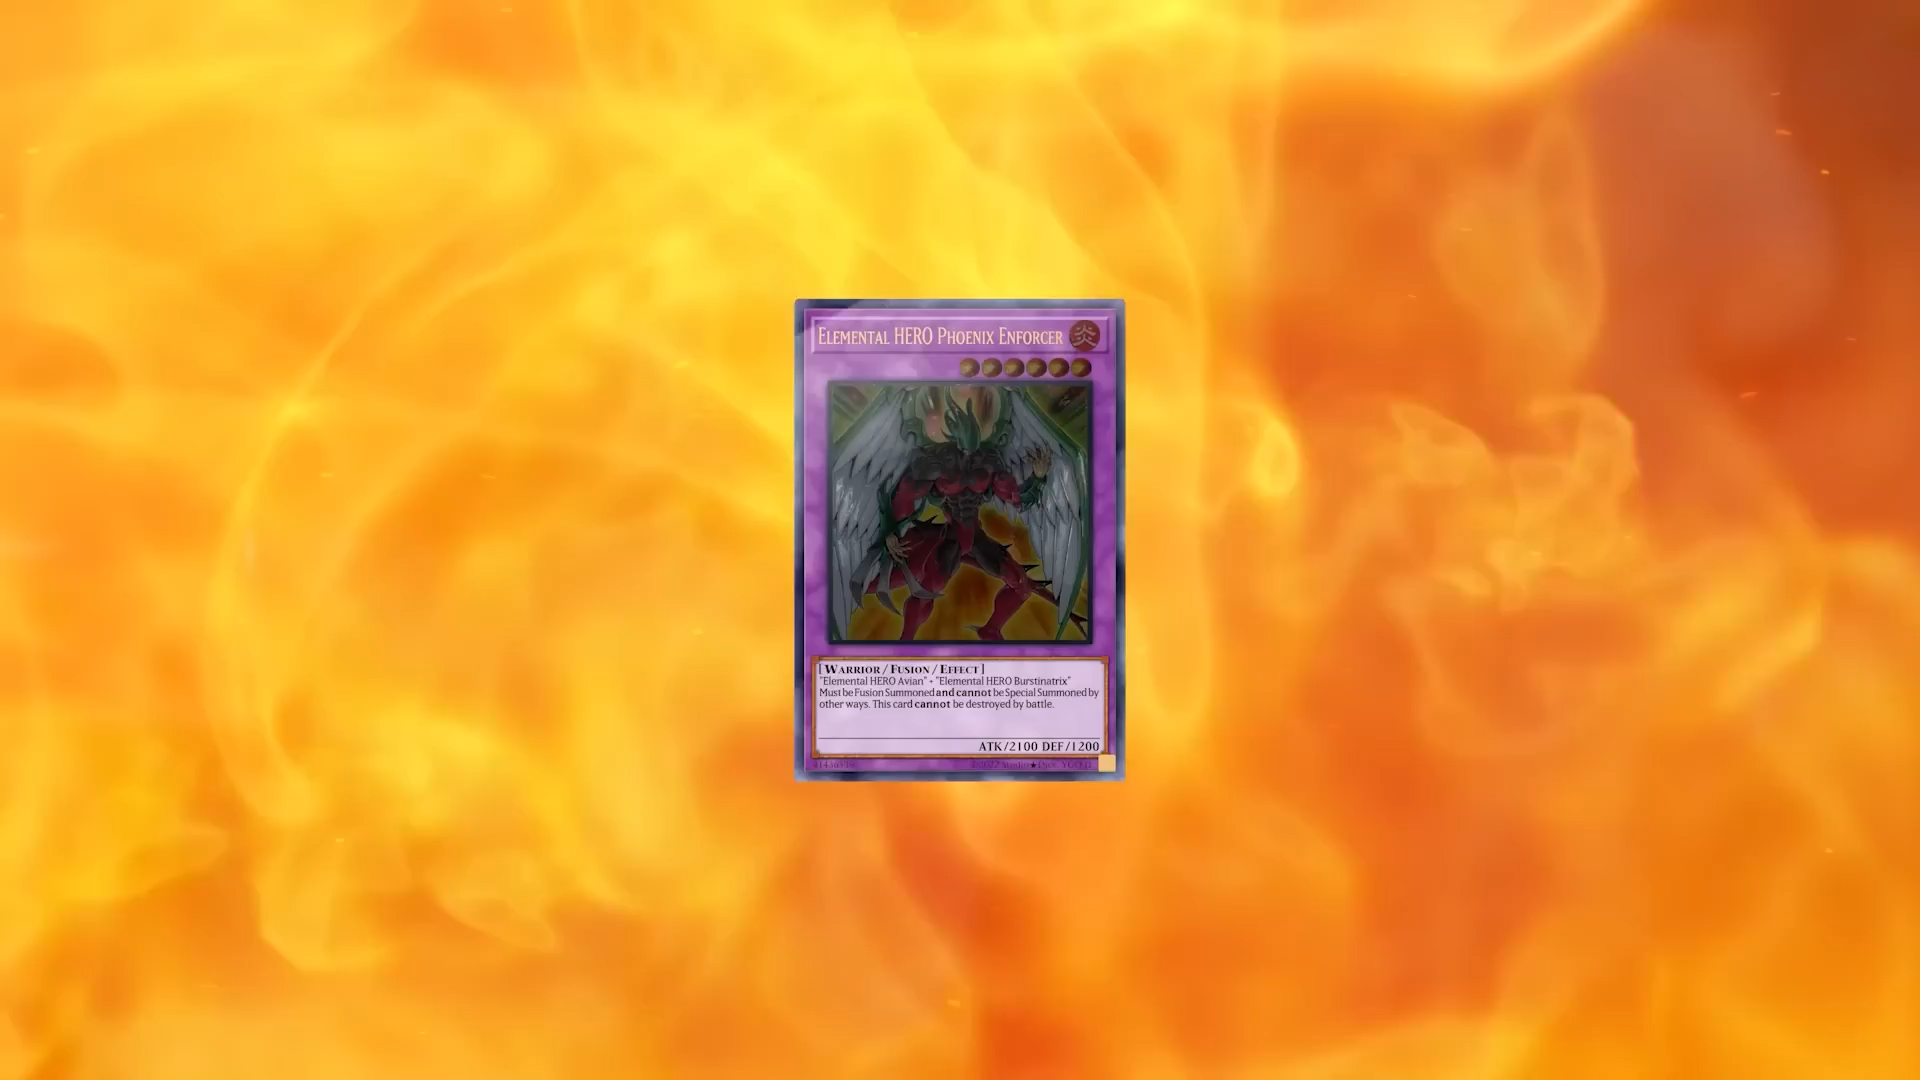 Elemental HERO Phoenix Enforcer 炎
[Warrior/Fusion/Effect]
"Elemental HERO Avian" + "Elemental HERO Burstinatrix"
Must be Fusion Summoned and cannot be Special Summoned by
other ways. This card cannot be destroyed by battle.
ATK/2100 DEF/1200